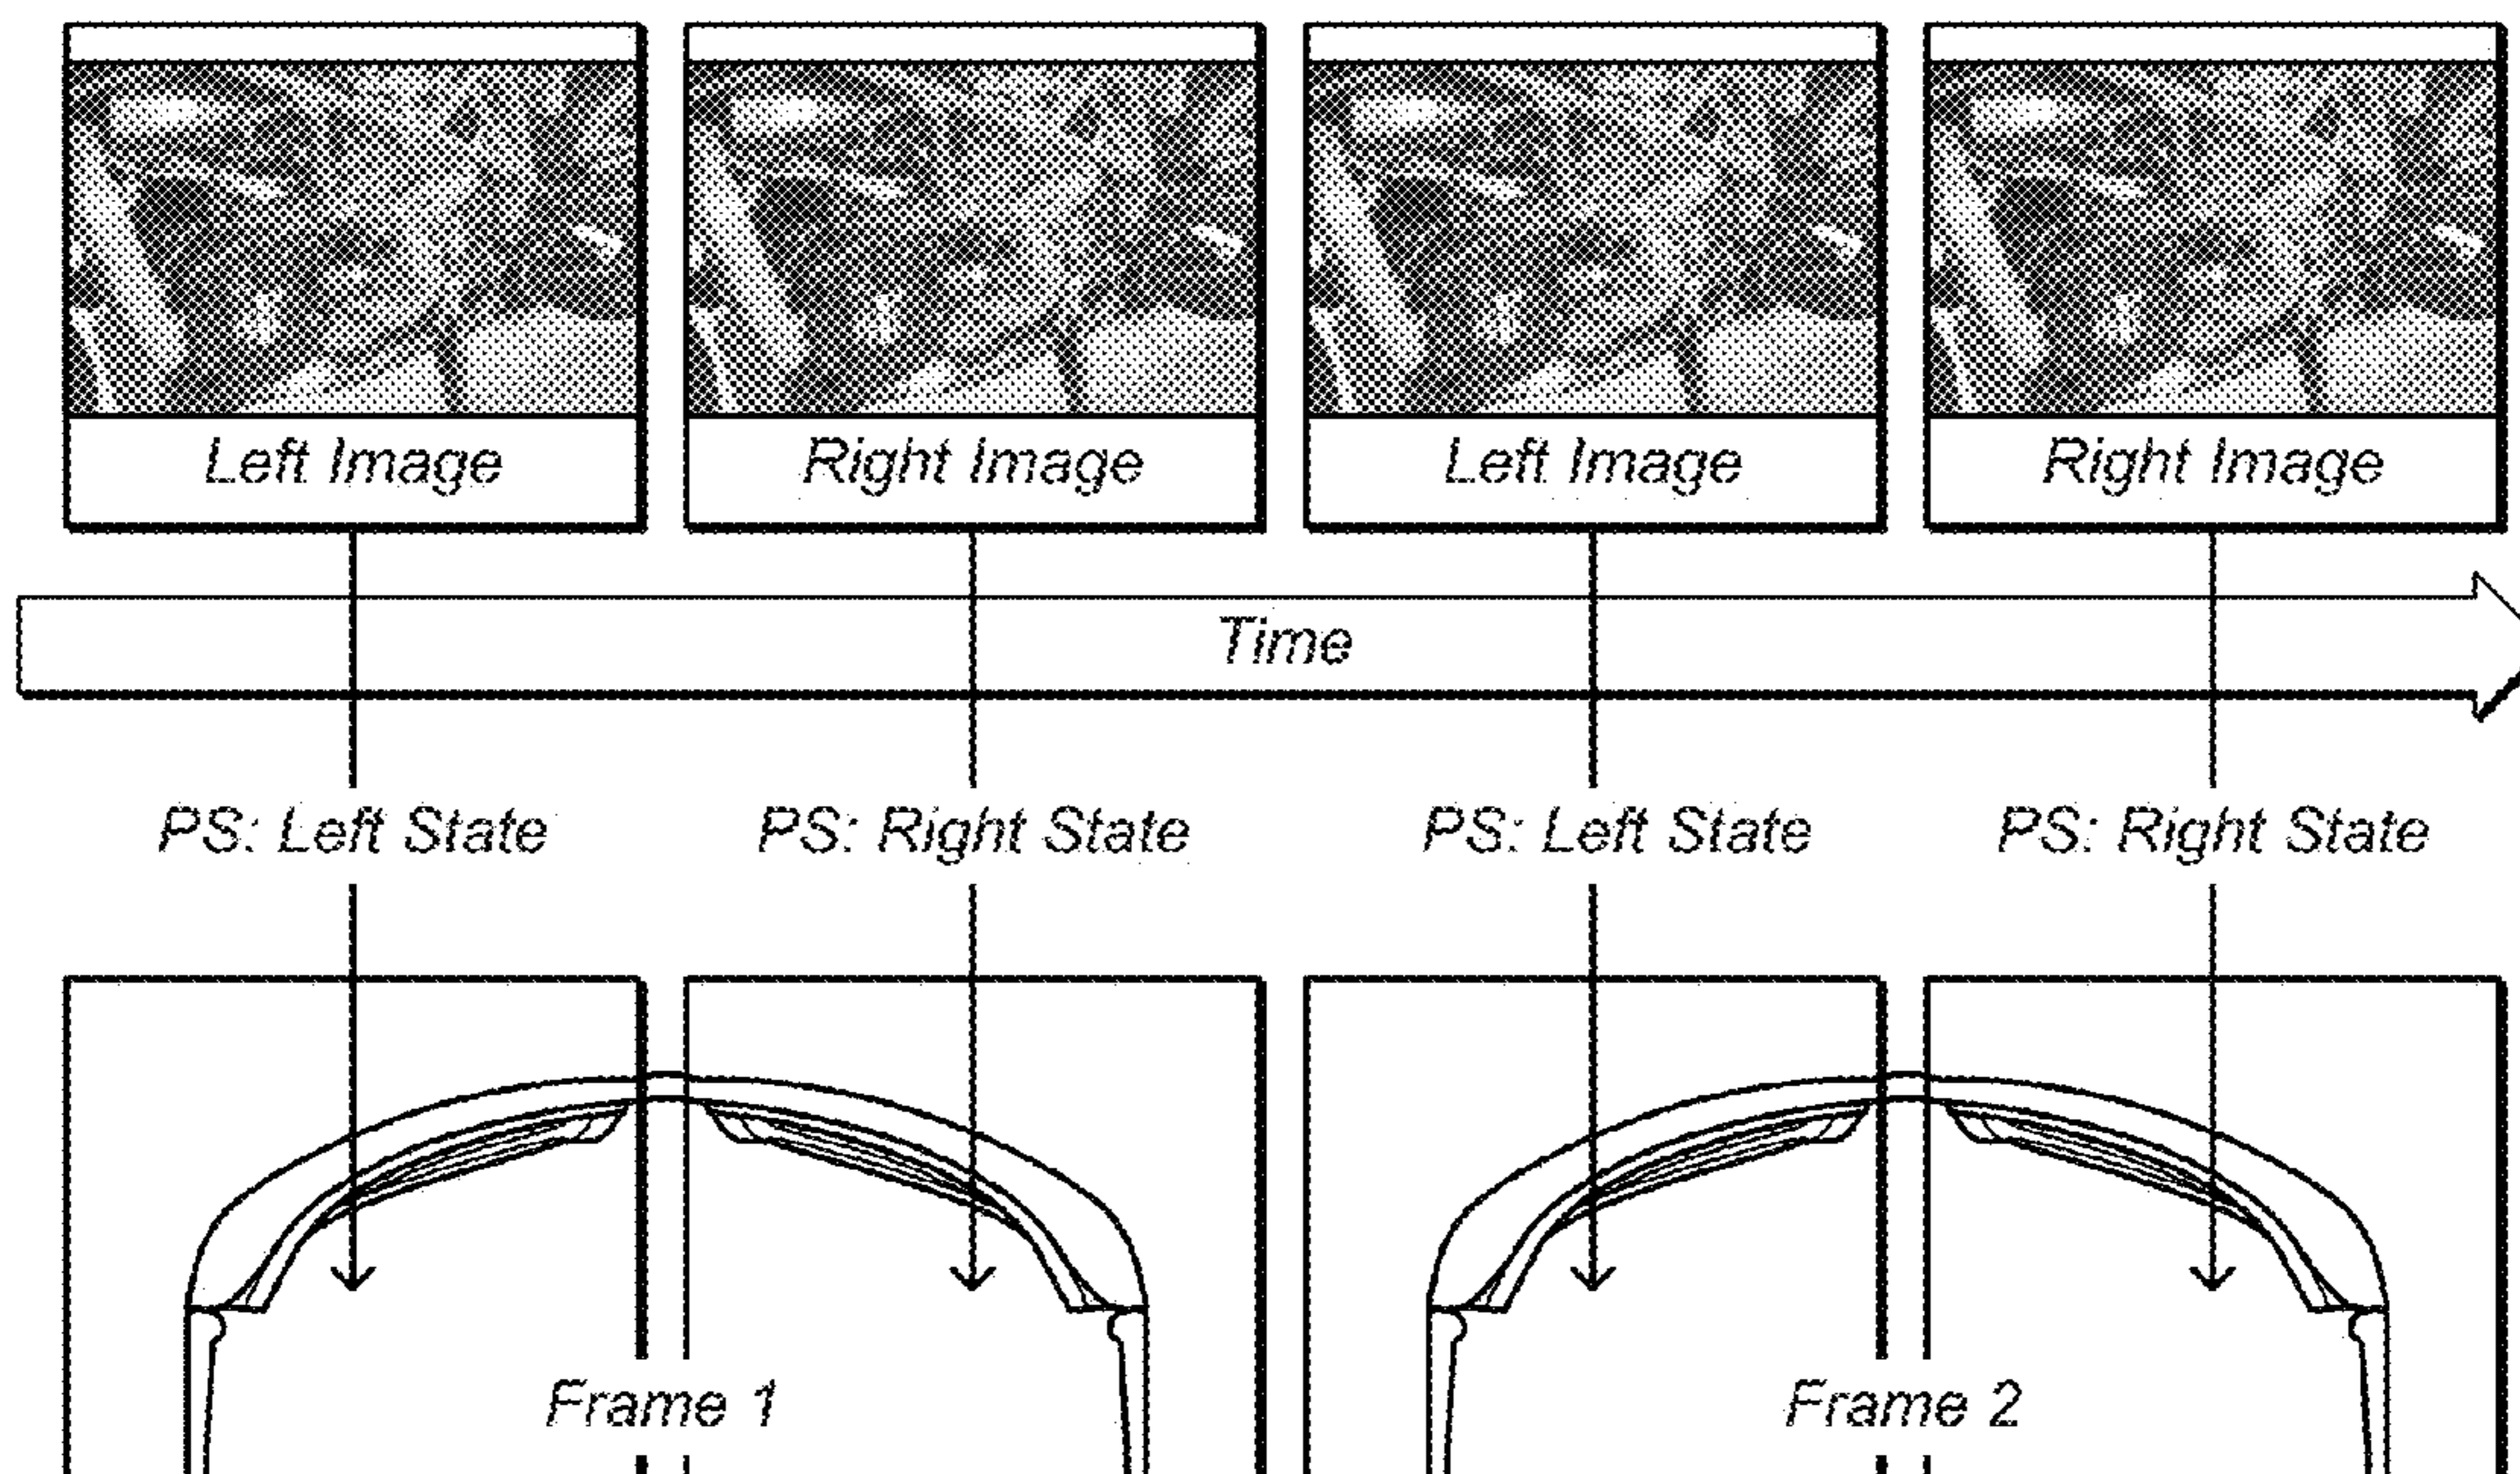 Left Image
Right Image
Left Image
Right Image
Time
PS: Left State
PS: Right State
PS: Left State
PS: Right State
Frame 1
Frame 2